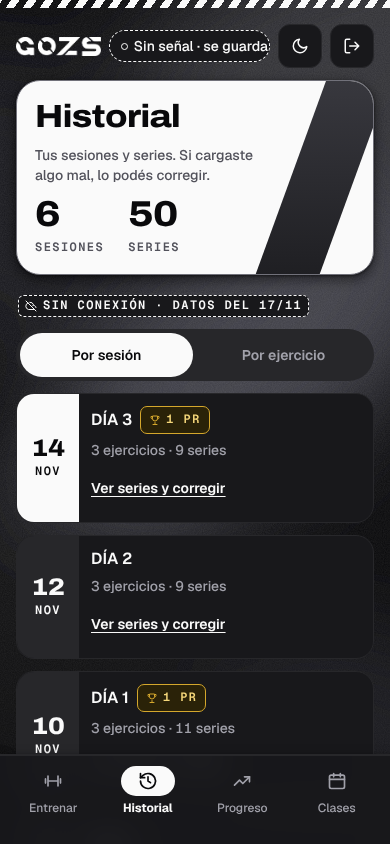 GOZS
Sin señal · se guarda
Historial
Tus sesiones y series. Si cargaste
algo mal, lo podés corregir.
6 50
SESIONES SERIES
SIN CONEXIÓN · DATOS DEL 17/11
Por sesión Por ejercicio
14
NOV
DÍA 3 1 PR
3 ejercicios · 9 series
Ver series y corregir
12
NOV
DÍA 2
3 ejercicios · 9 series
Ver series y corregir
10
NOV
DÍA 1 1 PR
3 ejercicios · 11 series
Entrenar Historial Progreso Clases